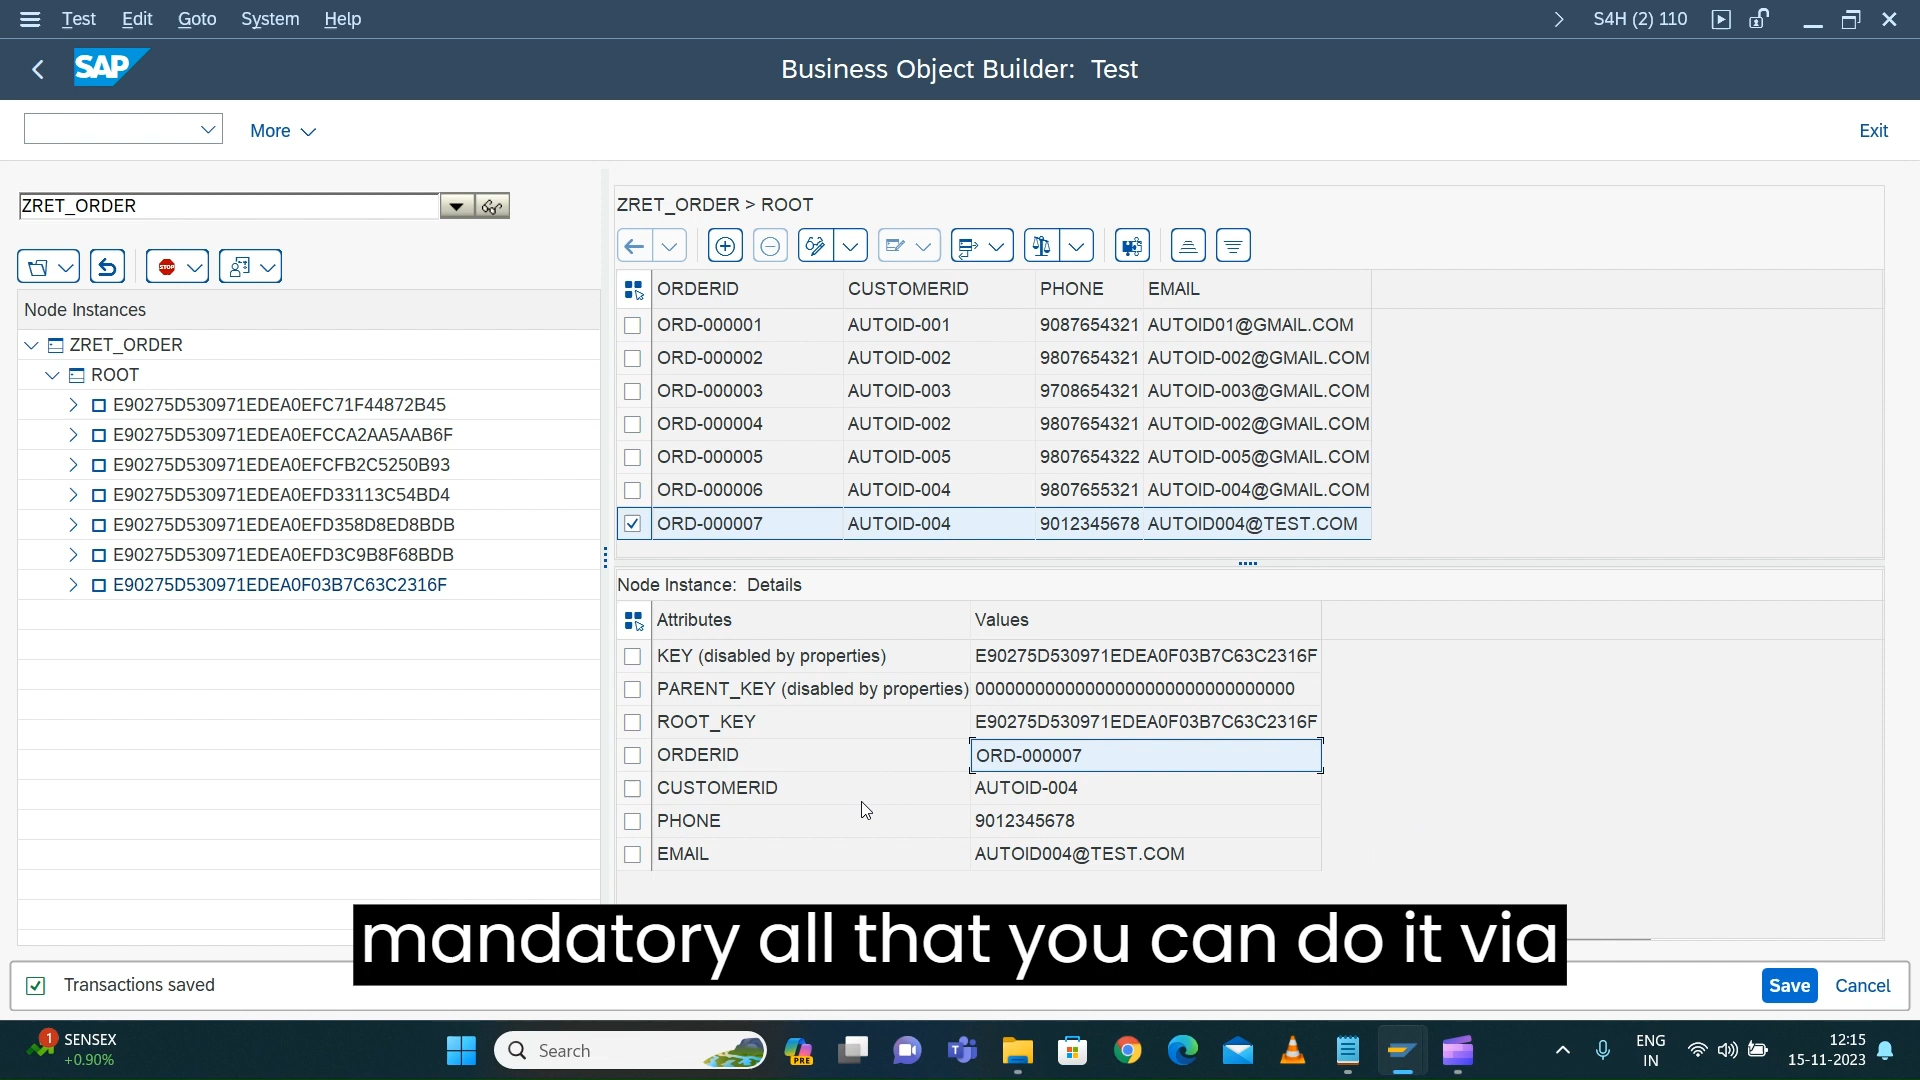 Test Edit Goto System Help S4H (2) 110
SAP Business Object Builder: Test
More Exit
ZRET_ORDER
ZRET_ORDER > ROOT
STOP
Node Instances
ZRET_ORDER
ROOT
E90275D530971EDEA0EFC71F44872B45
E90275D530971EDEA0EFCCA2AA5AAB6F
E90275D530971EDEA0EFCFB2C5250B93
E90275D530971EDEA0EFD33113C54BD4
E90275D530971EDEA0EFD358D8ED8BDB
E90275D530971EDEA0EFD3C9B8F68BDB
E90275D530971EDEA0F03B7C63C2316F
ORDERID CUSTOMERID PHONE EMAIL
ORD-000001 AUTOID-001 9087654321 AUTOID01@GMAIL.COM
ORD-000002 AUTOID-002 9807654321 AUTOID-002@GMAIL.COM
ORD-000003 AUTOID-003 9708654321 AUTOID-003@GMAIL.COM
ORD-000004 AUTOID-002 9807654321 AUTOID-002@GMAIL.COM
ORD-000005 AUTOID-005 9807654322 AUTOID-005@GMAIL.COM
ORD-000006 AUTOID-004 9807655321 AUTOID-004@GMAIL.COM
ORD-000007 AUTOID-004 9012345678 AUTOID004@TEST.COM
Node Instance: Details
Attributes Values
KEY (disabled by properties) E90275D530971EDEA0F03B7C63C2316F
PARENT_KEY (disabled by properties) 00000000000000000000000000000000
ROOT_KEY E90275D530971EDEA0F03B7C63C2316F
ORDERID ORD-000007
CUSTOMERID AUTOID-004
PHONE 9012345678
EMAIL AUTOID004@TEST.COM
mandatory all that you can do it via
Transactions saved Save Cancel
1 SENSEX
+0.90%
Search
PRE
ENG
IN
12:15
15-11-2023